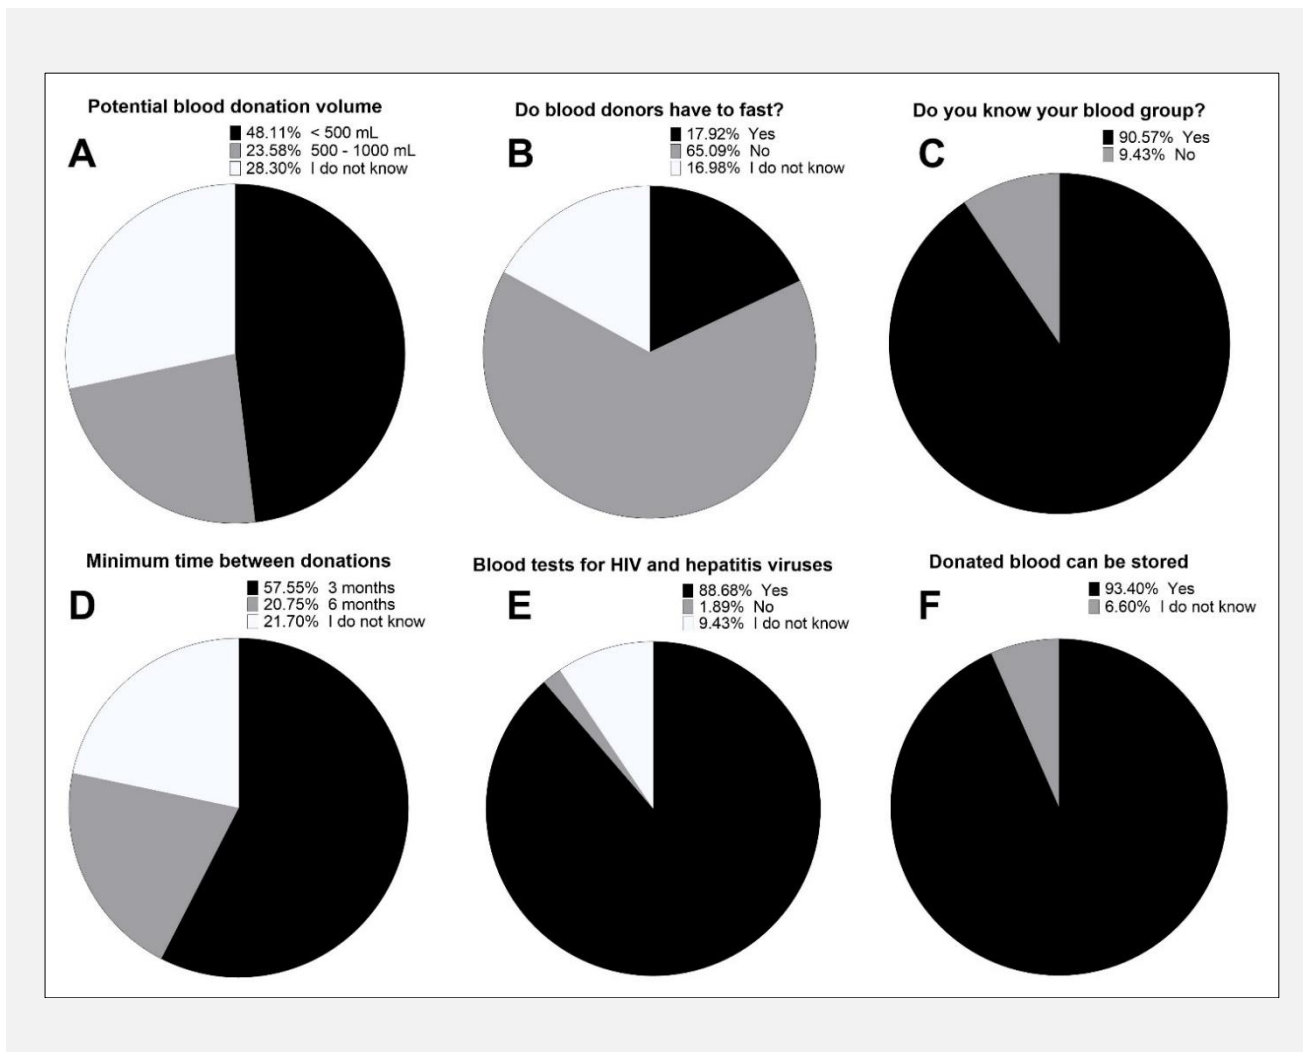 Potential blood donation volume
A
48.11% < 500 mL
23.58% 500 - 1000 mL
28.30% I do not know
Do blood donors have to fast?
B
17.92% Yes
65.09% No
16.98% I do not know
Do you know your blood group?
C
90.57% Yes
9.43% No
Minimum time between donations
D
57.55% 3 months
20.75% 6 months
21.70% I do not know
Blood tests for HIV and hepatitis viruses
E
88.68% Yes
1.89% No
9.43% I do not know
Donated blood can be stored
F
93.40% Yes
6.60% I do not know